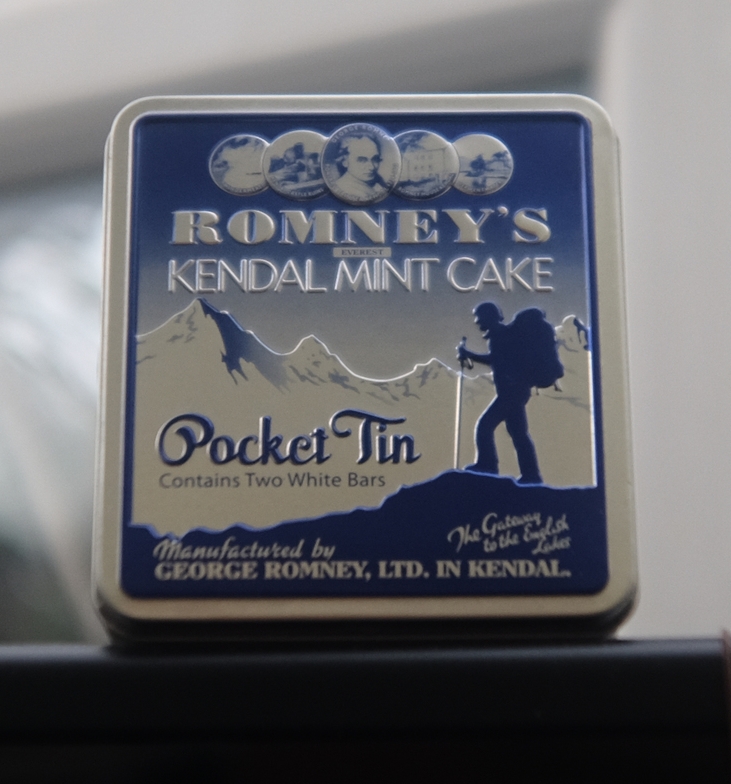 ROMNEY'S
EVEREST
KENDAL MINT CAKE
Pocket Tin
Contains Two White Bars
The Gateway
to the English
Lakes
Manufactured by
GEORGE ROMNEY, LTD. IN KENDAL.